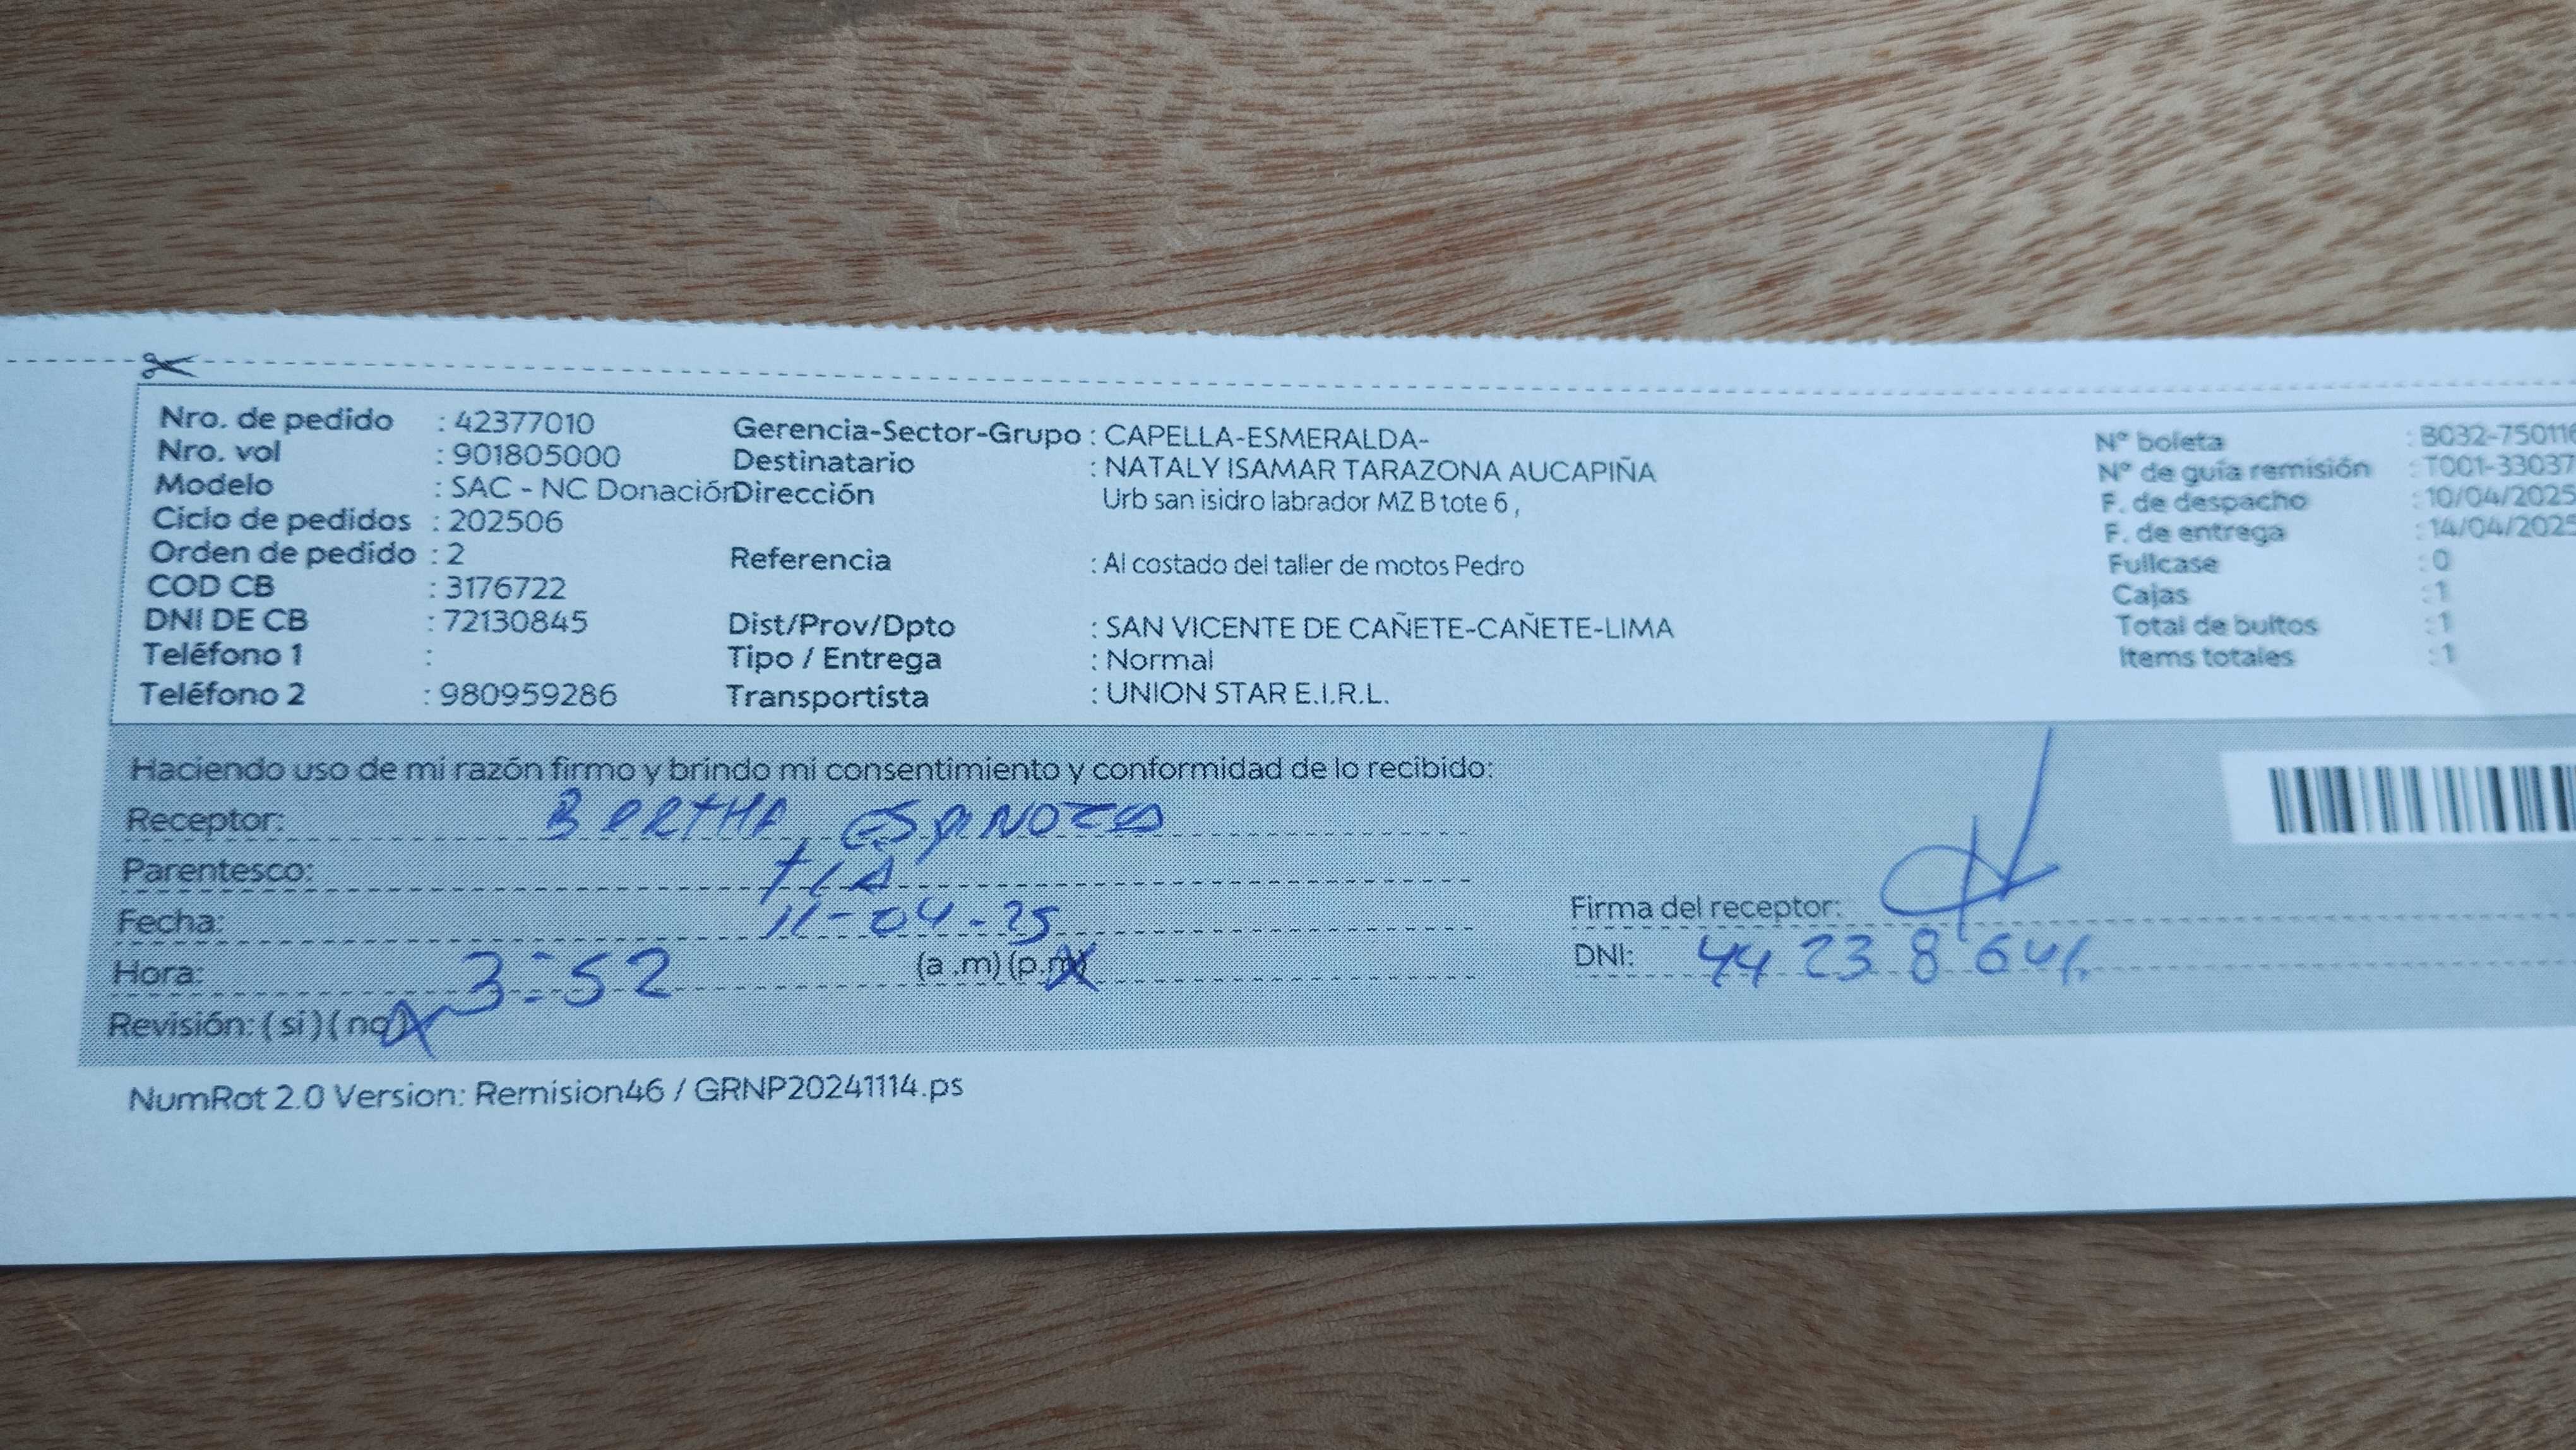 Nro. de pedido : 42377010
Nro. vol : 901805000
Modelo : SAC - NC Donación
Ciclo de pedidos : 202506
Orden de pedido : 2
COD CB : 3176722
DNI DE CB : 72130845
Teléfono 1 :
Teléfono 2 : 980959286
Gerencia-Sector-Grupo : CAPELLA-ESMERALDA-
Destinatario : NATALY ISAMAR TARAZONA AUCAPIÑA
Dirección Urb san isidro labrador MZ B tote 6 ,
Referencia : Al costado del taller de motos Pedro
Dist/Prov/Dpto : SAN VICENTE DE CAÑETE-CAÑETE-LIMA
Tipo / Entrega : Normal
Transportista : UNION STAR E.I.R.L.
N° boleta : B032-750116
N° de guía remisión : T001-33037
F. de despacho : 10/04/2025
F. de entrega : 14/04/2025
Fullcase : 0
Cajas : 1
Total de bultos : 1
Items totales : 1
Haciendo uso de mi razón firmo y brindo mi consentimiento y conformidad de lo recibido:
Receptor: BERTHA ESPINOZA
Parentesco: TIA
Fecha: 11-04-25
Hora: 3:52 (a .m) (p.m)
Revisión: ( si ) ( no )
Firma del receptor:
DNI:
NumRot 2.0 Version: Remision46 / GRNP20241114.ps